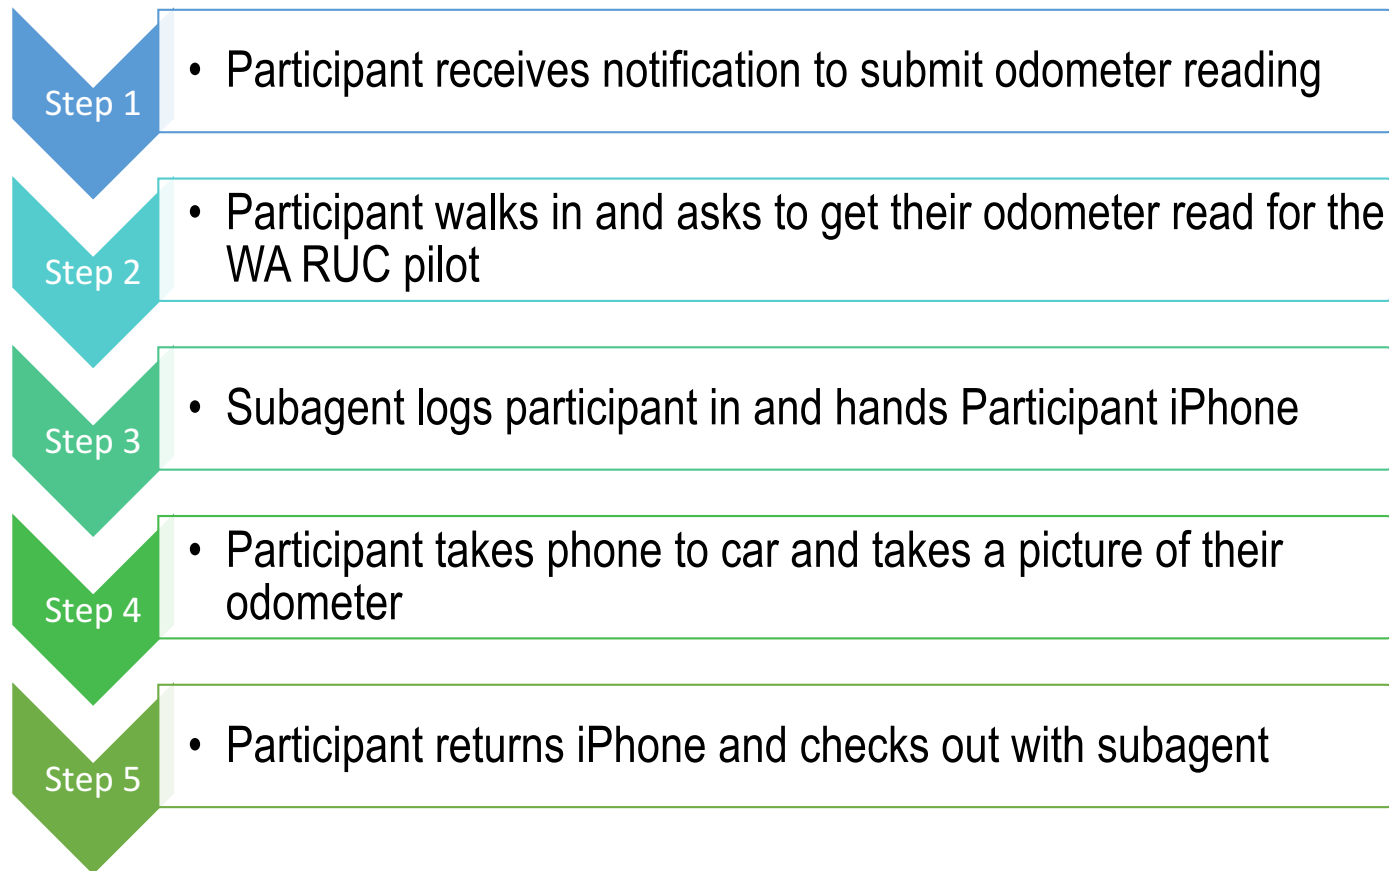 Step 1
• Participant receives notification to submit odometer reading
Step 2
• Participant walks in and asks to get their odometer read for the
WA RUC pilot
Step 3
• Subagent logs participant in and hands Participant iPhone
Step 4
• Participant takes phone to car and takes a picture of their
odometer
Step 5
• Participant returns iPhone and checks out with subagent